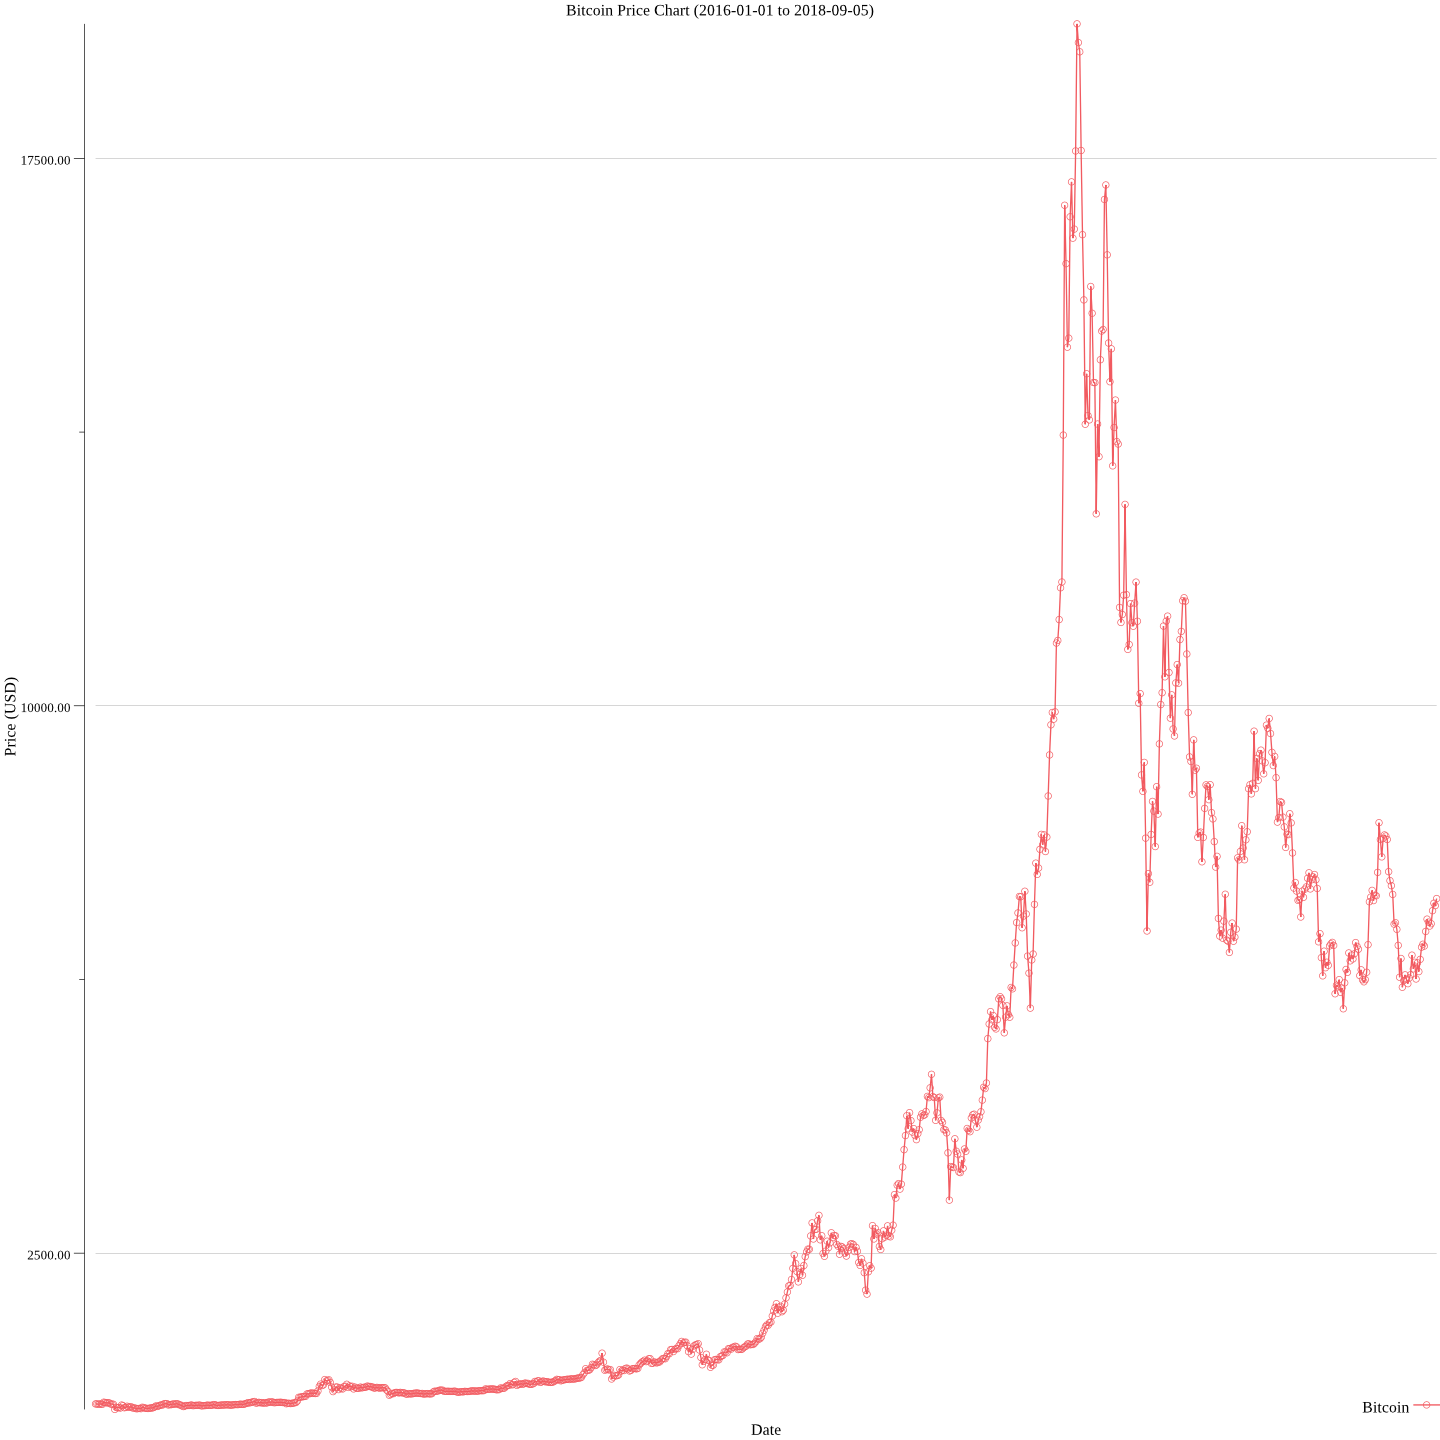 Bitcoin Price Chart (2016-01-01 to 2018-09-05)
17500.00
10000.00
2500.00
Price (USD)
Date
Bitcoin